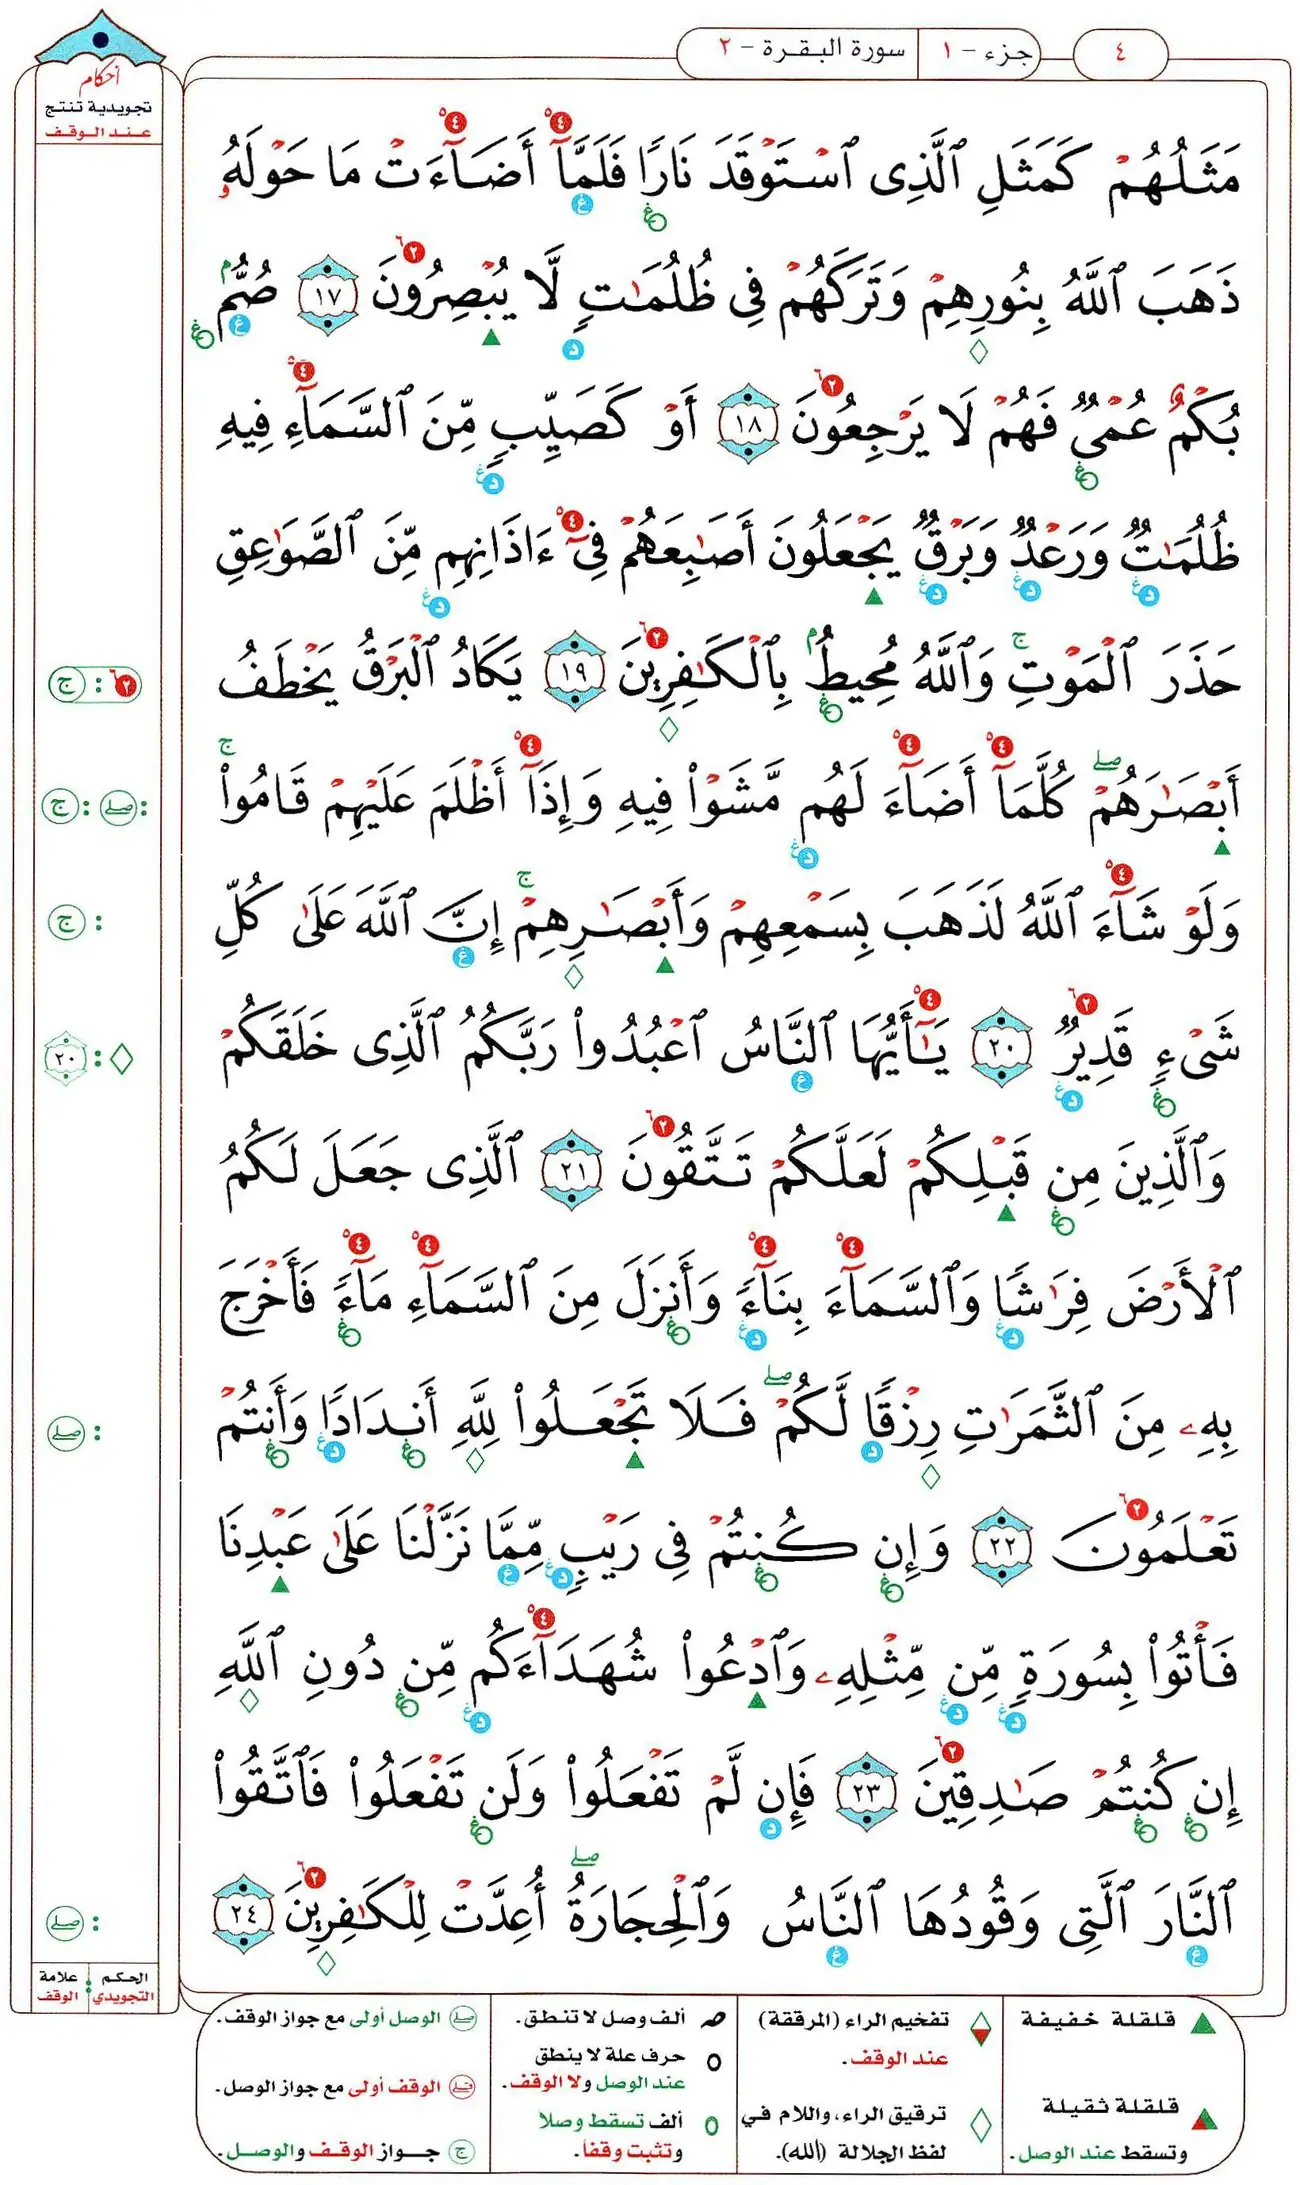 ٤
جزء - ١
سورة البقرة - ٢
أحكام
تجويدية تنتج
عند الوقف
مَثَلُهُمْ كَمَثَلِ ٱلَّذِى ٱسْتَوْقَدَ نَارًا فَلَمَّآ أَضَآءَتْ مَا حَوْلَهُۥ
ذَهَبَ ٱللَّهُ بِنُورِهِمْ وَتَرَكَهُمْ فِى ظُلُمَٰتٍ لَّا يُبْصِرُونَ ١٧ صُمٌّۢ
بُكْمٌ عُمْىٌ فَهُمْ لَا يَرْجِعُونَ ١٨ أَوْ كَصَيِّبٍ مِّنَ ٱلسَّمَآءِ فِيهِ
ظُلُمَٰتٌ وَرَعْدٌ وَبَرْقٌ يَجْعَلُونَ أَصَٰبِعَهُمْ فِىٓ ءَاذَانِهِم مِّنَ ٱلصَّوَٰعِقِ
حَذَرَ ٱلْمَوْتِ ۚ وَٱللَّهُ مُحِيطٌۢ بِٱلْكَٰفِرِينَ ١٩ يَكَادُ ٱلْبَرْقُ يَخْطَفُ
أَبْصَٰرَهُمْ ۖ كُلَّمَآ أَضَآءَ لَهُم مَّشَوْا۟ فِيهِ وَإِذَآ أَظْلَمَ عَلَيْهِمْ قَامُوا۟ ۚ
وَلَوْ شَآءَ ٱللَّهُ لَذَهَبَ بِسَمْعِهِمْ وَأَبْصَٰرِهِمْ ۚ إِنَّ ٱللَّهَ عَلَىٰ كُلِّ
شَىْءٍ قَدِيرٌ ٢٠ يَٰٓأَيُّهَا ٱلنَّاسُ ٱعْبُدُوا۟ رَبَّكُمُ ٱلَّذِى خَلَقَكُمْ
وَٱلَّذِينَ مِن قَبْلِكُمْ لَعَلَّكُمْ تَتَّقُونَ ٢١ ٱلَّذِى جَعَلَ لَكُمُ
ٱلْأَرْضَ فِرَٰشًا وَٱلسَّمَآءَ بِنَآءً وَأَنزَلَ مِنَ ٱلسَّمَآءِ مَآءً فَأَخْرَجَ
بِهِۦ مِنَ ٱلثَّمَرَٰتِ رِزْقًا لَّكُمْ ۖ فَلَا تَجْعَلُوا۟ لِلَّهِ أَندَادًا وَأَنتُمْ
تَعْلَمُونَ ٢٢ وَإِن كُنتُمْ فِى رَيْبٍ مِّمَّا نَزَّلْنَا عَلَىٰ عَبْدِنَا
فَأْتُوا۟ بِسُورَةٍ مِّن مِّثْلِهِۦ وَٱدْعُوا۟ شُهَدَآءَكُم مِّن دُونِ ٱللَّهِ
إِن كُنتُمْ صَٰدِقِينَ ٢٣ فَإِن لَّمْ تَفْعَلُوا۟ وَلَن تَفْعَلُوا۟ فَٱتَّقُوا۟
ٱلنَّارَ ٱلَّتِى وَقُودُهَا ٱلنَّاسُ وَٱلْحِجَارَةُ ۖ أُعِدَّتْ لِلْكَٰفِرِينَ ٢٤
الحكم التجويدي : علامة الوقف
قلقلة خفيفة
قلقلة ثقيلة
وتسقط عند الوصل.
تفخيم الراء (المرققة)
عند الوقف.
ترقيق الراء، واللام في
لفظ الجلالة (الله).
ألف وصل لا تنطق.
حرف علة لا ينطق
عند الوصل ولا الوقف.
ألف تسقط وصلا
وتثبت وقفاً.
صلے الوصل أولى مع جواز الوقف.
قلے الوقف أولى مع جواز الوصل.
ج جواز الوقف والوصل.